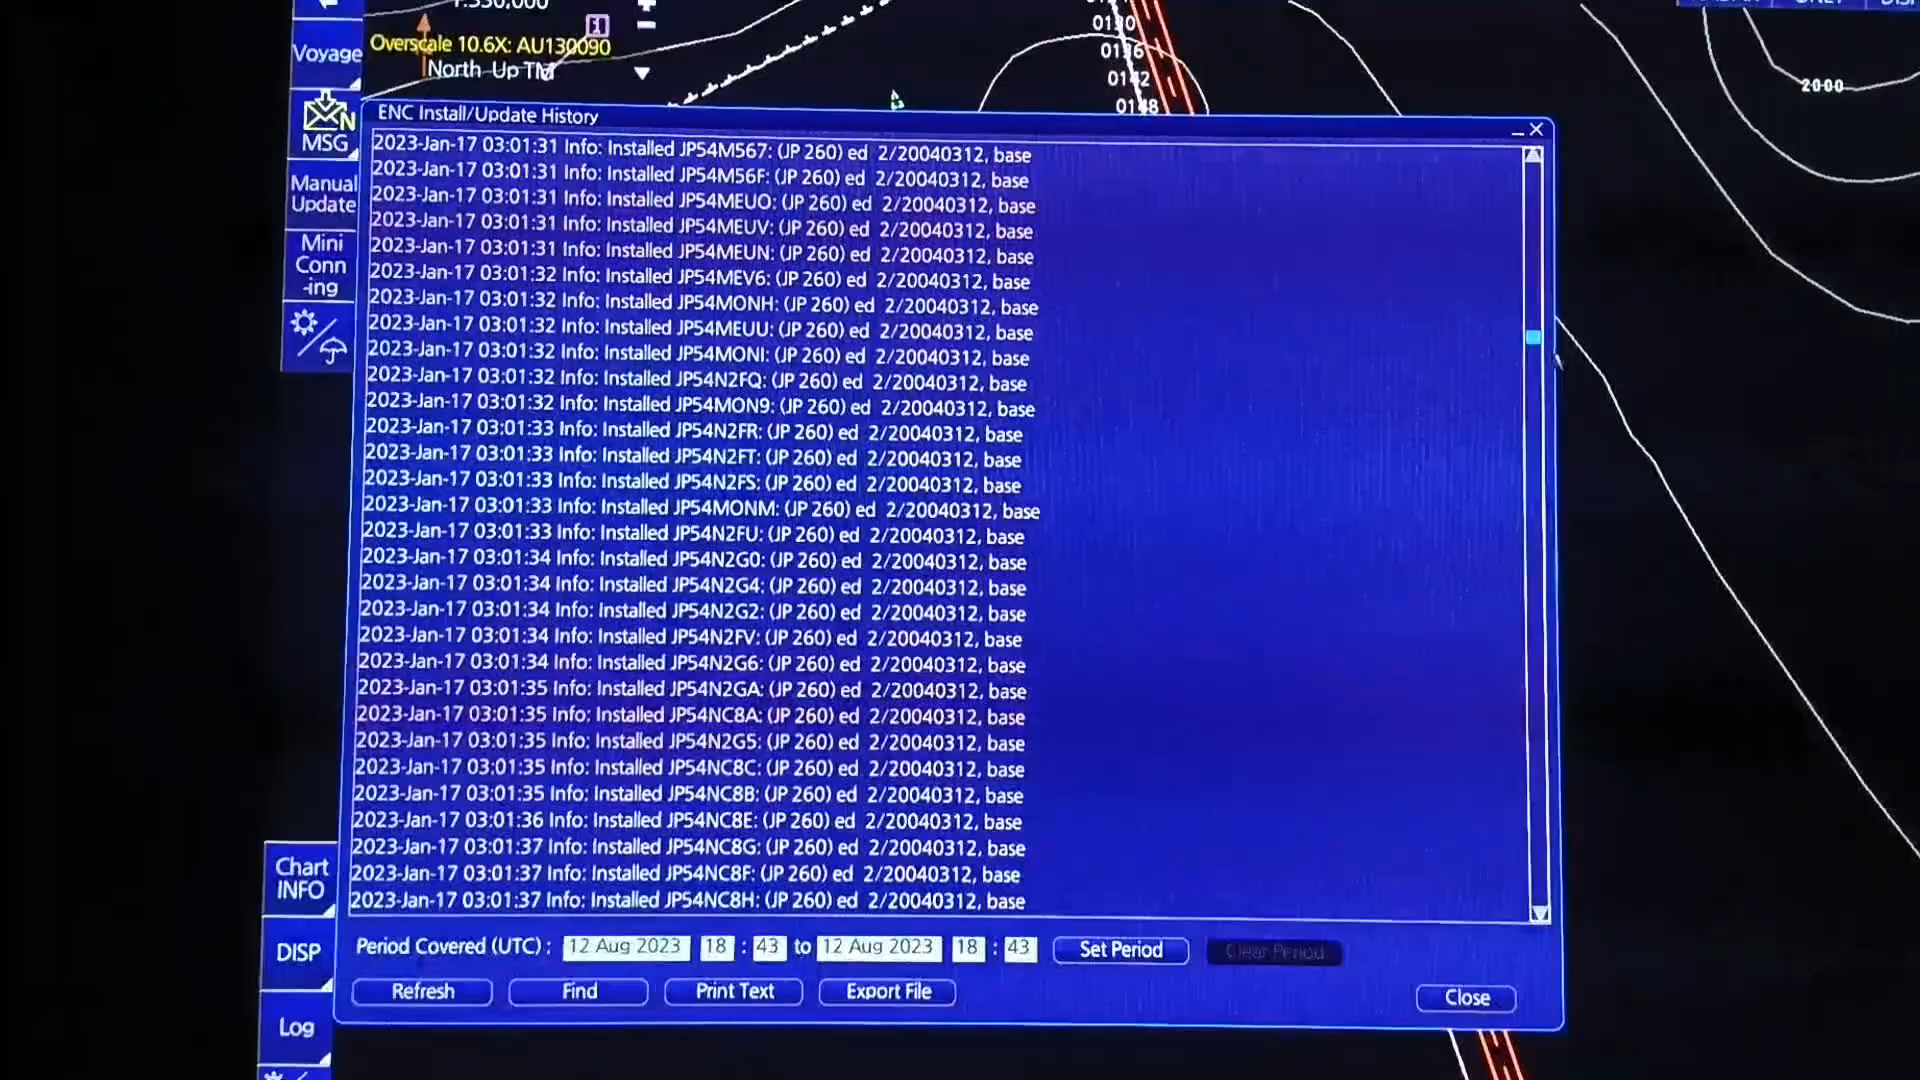 1:350,000
Overscale 10.6X: AU130090
North Up TM
Voyage
N
MSG
Manual
Update
Mini
Conn
-ing
0130
0136
0142
0148
2000
ENC Install/Update History
2023-Jan-17 03:01:31 Info: Installed JP54M567: (JP 260) ed 2/20040312, base
2023-Jan-17 03:01:31 Info: Installed JP54M56F: (JP 260) ed 2/20040312, base
2023-Jan-17 03:01:31 Info: Installed JP54MEUO: (JP 260) ed 2/20040312, base
2023-Jan-17 03:01:31 Info: Installed JP54MEUV: (JP 260) ed 2/20040312, base
2023-Jan-17 03:01:31 Info: Installed JP54MEUN: (JP 260) ed 2/20040312, base
2023-Jan-17 03:01:32 Info: Installed JP54MEV6: (JP 260) ed 2/20040312, base
2023-Jan-17 03:01:32 Info: Installed JP54MONH: (JP 260) ed 2/20040312, base
2023-Jan-17 03:01:32 Info: Installed JP54MEUU: (JP 260) ed 2/20040312, base
2023-Jan-17 03:01:32 Info: Installed JP54MONI: (JP 260) ed 2/20040312, base
2023-Jan-17 03:01:32 Info: Installed JP54N2FQ: (JP 260) ed 2/20040312, base
2023-Jan-17 03:01:32 Info: Installed JP54MON9: (JP 260) ed 2/20040312, base
2023-Jan-17 03:01:33 Info: Installed JP54N2FR: (JP 260) ed 2/20040312, base
2023-Jan-17 03:01:33 Info: Installed JP54N2FT: (JP 260) ed 2/20040312, base
2023-Jan-17 03:01:33 Info: Installed JP54N2FS: (JP 260) ed 2/20040312, base
2023-Jan-17 03:01:33 Info: Installed JP54MONM: (JP 260) ed 2/20040312, base
2023-Jan-17 03:01:33 Info: Installed JP54N2FU: (JP 260) ed 2/20040312, base
2023-Jan-17 03:01:34 Info: Installed JP54N2G0: (JP 260) ed 2/20040312, base
2023-Jan-17 03:01:34 Info: Installed JP54N2G4: (JP 260) ed 2/20040312, base
2023-Jan-17 03:01:34 Info: Installed JP54N2G2: (JP 260) ed 2/20040312, base
2023-Jan-17 03:01:34 Info: Installed JP54N2FV: (JP 260) ed 2/20040312, base
2023-Jan-17 03:01:34 Info: Installed JP54N2G6: (JP 260) ed 2/20040312, base
2023-Jan-17 03:01:35 Info: Installed JP54N2GA: (JP 260) ed 2/20040312, base
2023-Jan-17 03:01:35 Info: Installed JP54NC8A: (JP 260) ed 2/20040312, base
2023-Jan-17 03:01:35 Info: Installed JP54N2G5: (JP 260) ed 2/20040312, base
2023-Jan-17 03:01:35 Info: Installed JP54NC8C: (JP 260) ed 2/20040312, base
2023-Jan-17 03:01:35 Info: Installed JP54NC8B: (JP 260) ed 2/20040312, base
2023-Jan-17 03:01:36 Info: Installed JP54NC8E: (JP 260) ed 2/20040312, base
2023-Jan-17 03:01:37 Info: Installed JP54NC8G: (JP 260) ed 2/20040312, base
2023-Jan-17 03:01:37 Info: Installed JP54NC8F: (JP 260) ed 2/20040312, base
2023-Jan-17 03:01:37 Info: Installed JP54NC8H: (JP 260) ed 2/20040312, base
Period Covered (UTC) : 12 Aug 2023 18 : 43 to 12 Aug 2023 18 : 43 Set Period Clear Period
Refresh Find Print Text Export File Close
Chart
INFO
DISP
Log